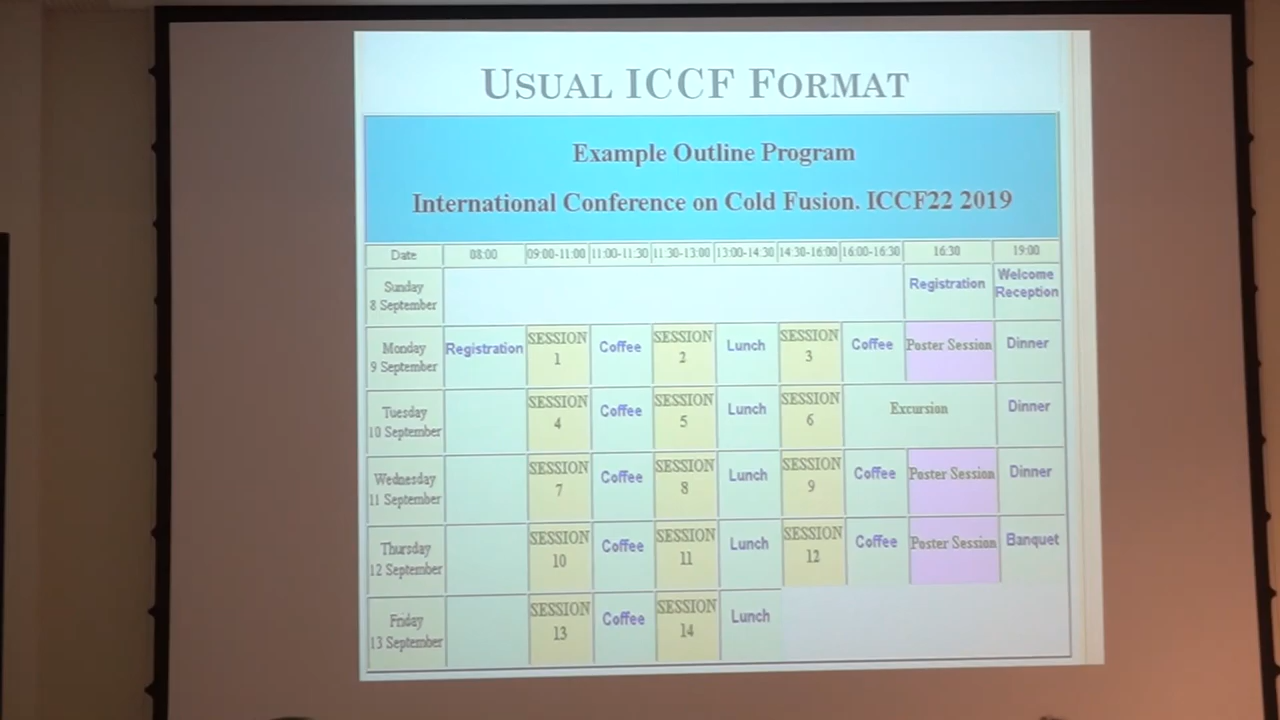 USUAL ICCF FORMAT
Example Outline Program
International Conference on Cold Fusion. ICCF22 2019
Date 08:00 09:00-11:00 11:00-11:30 11:30-13:00 13:00-14:30 14:30-16:00 16:00-16:30 16:30 19:00
Sunday
8 September
Registration
Welcome
Reception
Monday
9 September
Registration
SESSION
1
Coffee
SESSION
2
Lunch
SESSION
3
Coffee
Poster Session
Dinner
Tuesday
10 September
SESSION
4
Coffee
SESSION
5
Lunch
SESSION
6
Excursion
Dinner
Wednesday
11 September
SESSION
7
Coffee
SESSION
8
Lunch
SESSION
9
Coffee
Poster Session
Dinner
Thursday
12 September
SESSION
10
Coffee
SESSION
11
Lunch
SESSION
12
Coffee
Poster Session
Banquet
Friday
13 September
SESSION
13
Coffee
SESSION
14
Lunch